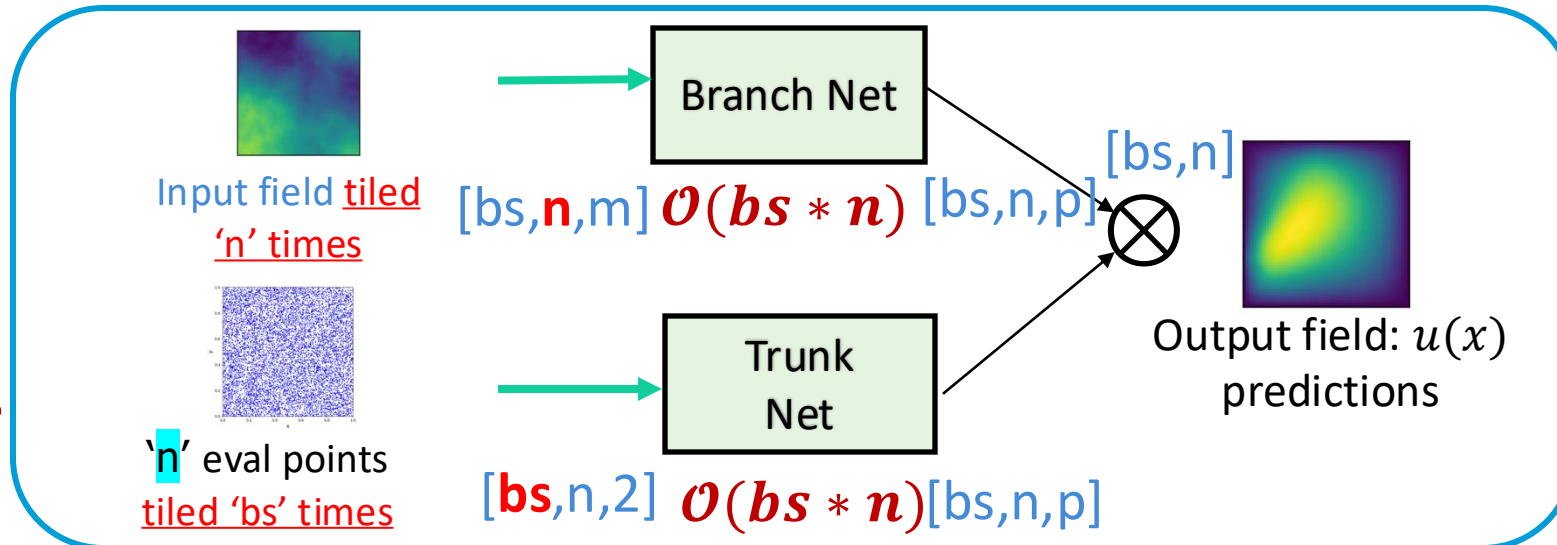 Branch Net
Input field tiled
'n' times
[bs,n,m] 𝒪(bs * n) [bs,n,p]
[bs,n]
⊗
Output field: u(x)
predictions
Trunk
Net
'n' eval points
tiled 'bs' times
[bs,n,2] 𝒪(bs * n)[bs,n,p]